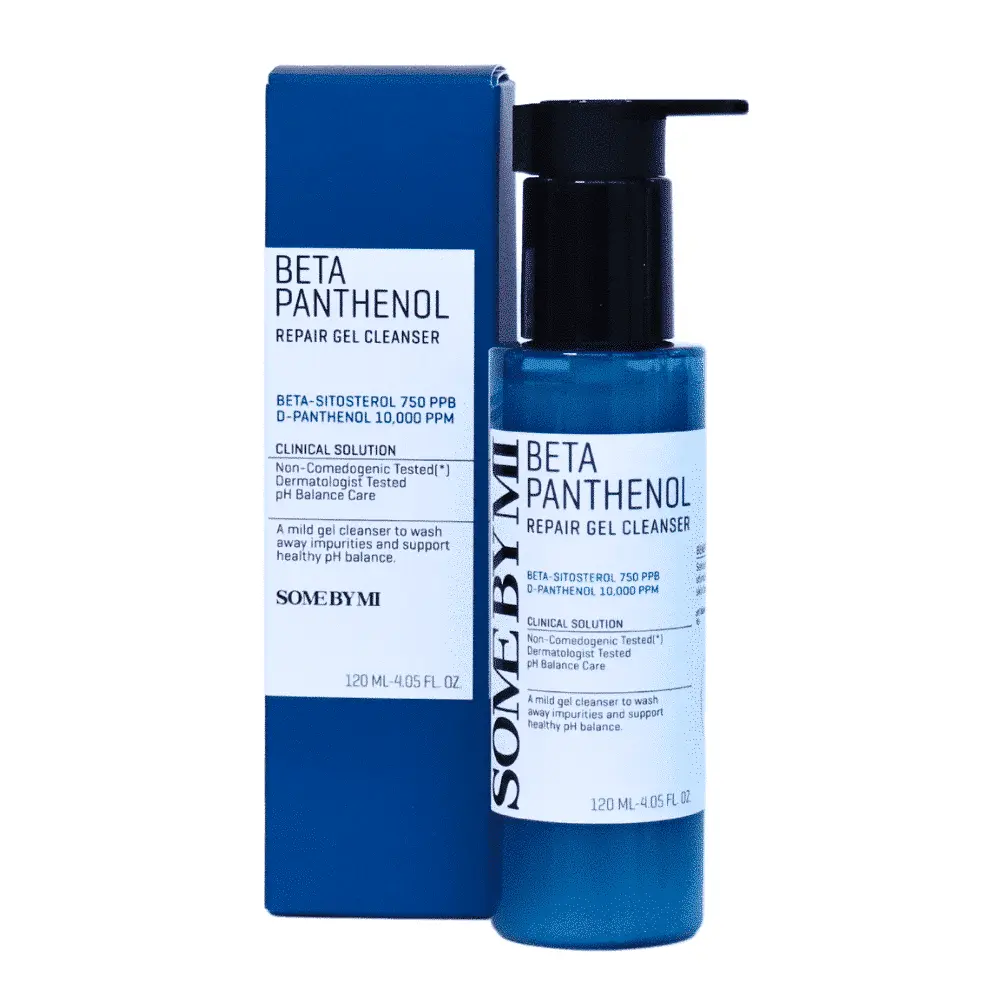 BETA
PANTHENOL
REPAIR GEL CLEANSER
BETA-SITOSTEROL 750 PPB
D-PANTHENOL 10,000 PPM
CLINICAL SOLUTION
Non-Comedogenic Tested(*)
Dermatologist Tested
pH Balance Care
A mild gel cleanser to wash
away impurities and support
healthy pH balance.
SOME BY MI
120 ML-4.05 FL. OZ.
SOME BY MI
BETA
PANTHENOL
REPAIR GEL CLEANSER
BETA-SITOSTEROL 750 PPB
D-PANTHENOL 10,000 PPM
CLINICAL SOLUTION
Non-Comedogenic Tested(*)
Dermatologist Tested
pH Balance Care
A mild gel cleanser to wash
away impurities and support
healthy pH balance.
120 ML-4.05 FL. OZ